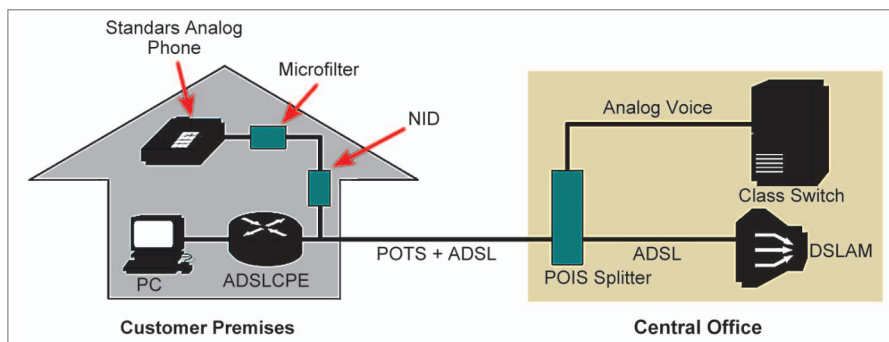 Standars Analog
Phone
Microfilter
NID
Analog Voice
Class Switch
POTS + ADSL
ADSL
DSLAM
POIS Splitter
PC
ADSLCPE
Customer Premises
Central Office